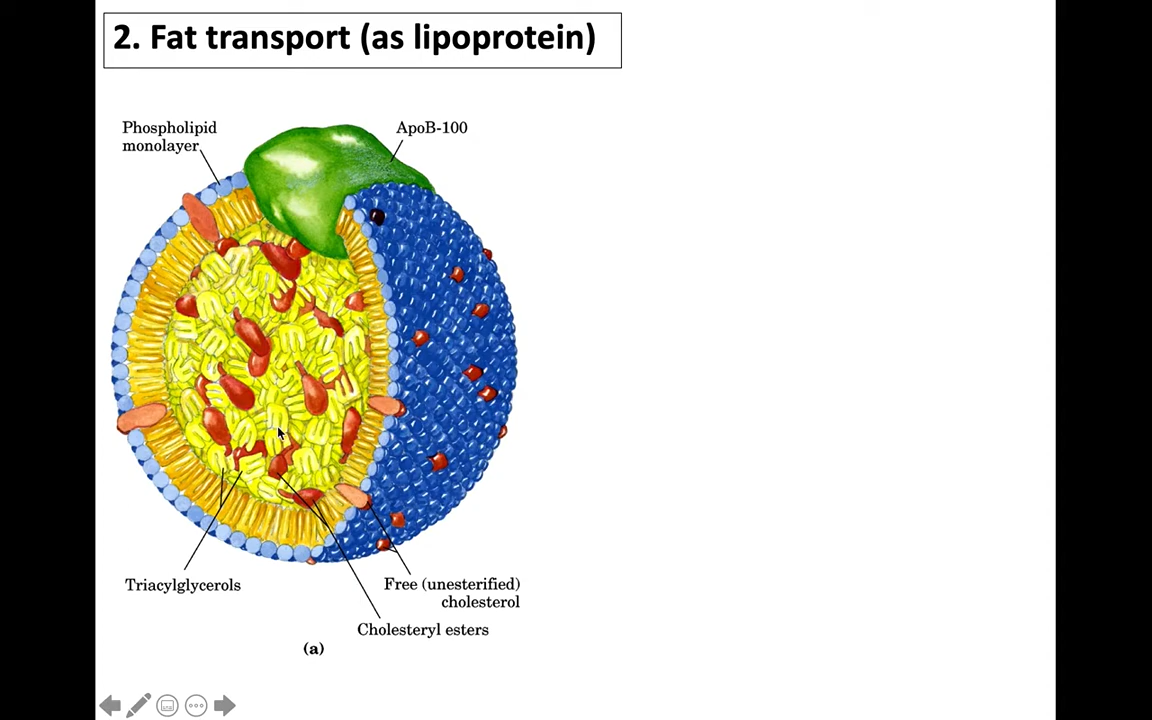 2. Fat transport (as lipoprotein)
Phospholipid
monolayer
ApoB-100
Triacylglycerols
Free (unesterified)
cholesterol
Cholesteryl esters
(a)